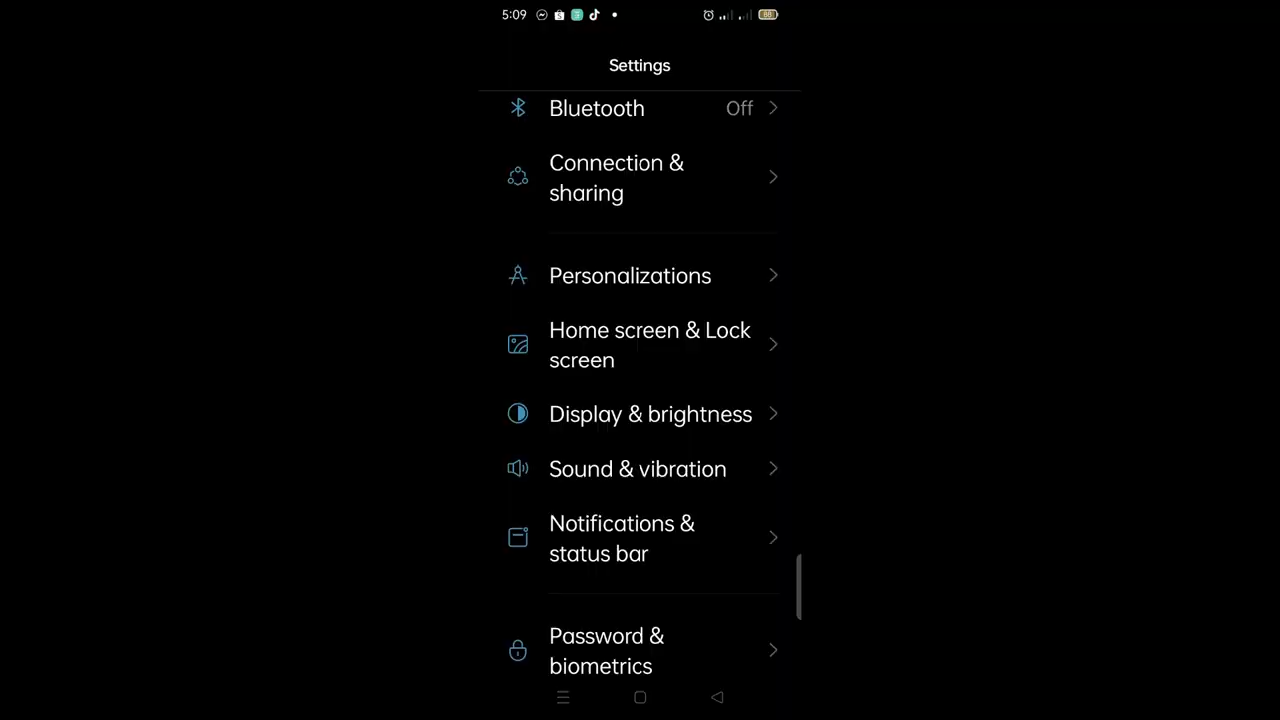 5:09
88
Settings
Bluetooth Off
Connection &
sharing
Personalizations
Home screen & Lock
screen
Display & brightness
Sound & vibration
Notifications &
status bar
Password &
biometrics